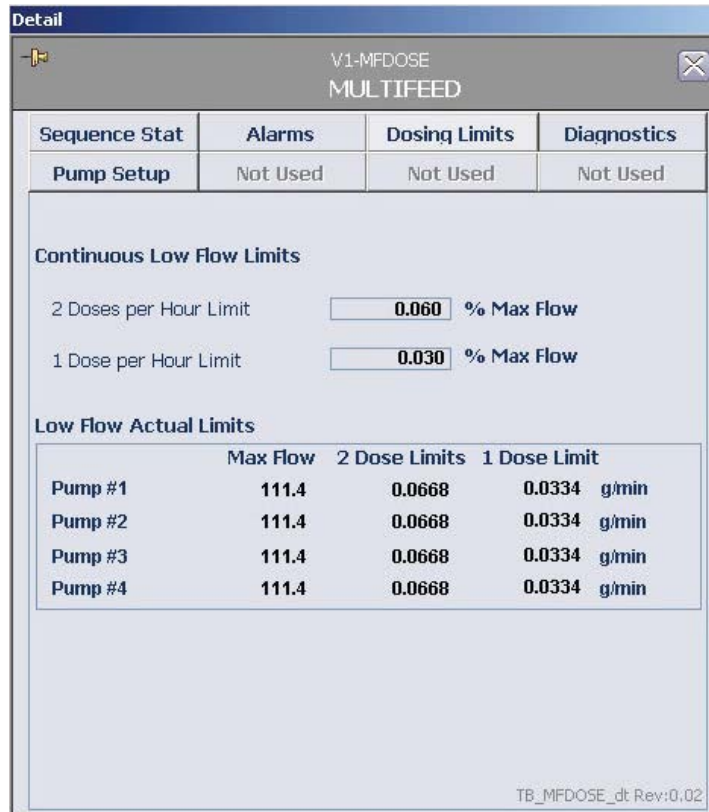 Detail
V1-MFDOSE
MULTIFEED
Sequence Stat Alarms Dosing Limits Diagnostics
Pump Setup Not Used Not Used Not Used
Continuous Low Flow Limits
2 Doses per Hour Limit 0.060 % Max Flow
1 Dose per Hour Limit 0.030 % Max Flow
Low Flow Actual Limits
Max Flow 2 Dose Limits 1 Dose Limit
Pump #1 111.4 0.0668 0.0334 g/min
Pump #2 111.4 0.0668 0.0334 g/min
Pump #3 111.4 0.0668 0.0334 g/min
Pump #4 111.4 0.0668 0.0334 g/min
TB_MFDOSE_dt Rev:0.02